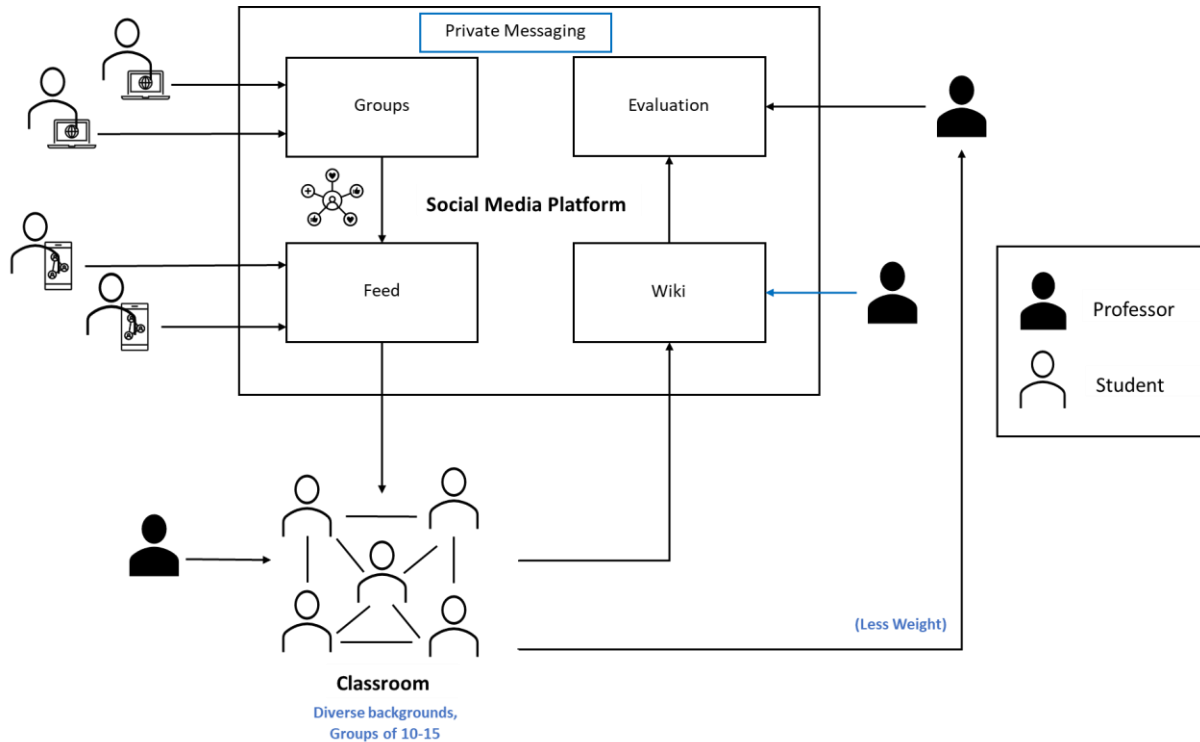 Private Messaging
Groups
Evaluation
Social Media Platform
Feed
Wiki
Professor
Student
(Less Weight)
Classroom
Diverse backgrounds,
Groups of 10-15